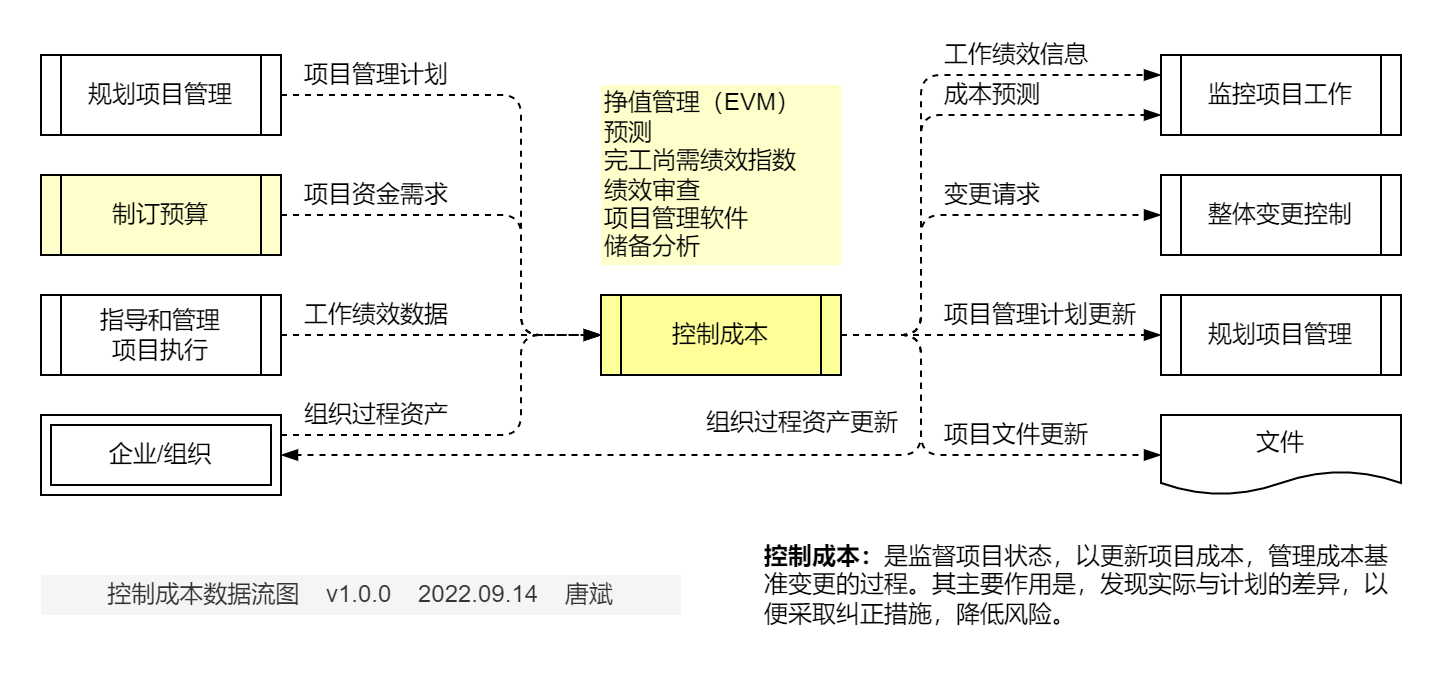 规划项目管理
项目管理计划
制订预算
项目资金需求
指导和管理
项目执行
工作绩效数据
企业/组织
组织过程资产
挣值管理（EVM）
预测
完工尚需绩效指数
绩效审查
项目管理软件
储备分析
控制成本
组织过程资产更新
工作绩效信息
成本预测
监控项目工作
变更请求
整体变更控制
项目管理计划更新
规划项目管理
项目文件更新
文件
控制成本数据流图 v1.0.0 2022.09.14 唐斌
控制成本：是监督项目状态，以更新项目成本，管理成本基
准变更的过程。其主要作用是，发现实际与计划的差异，以
便采取纠正措施，降低风险。